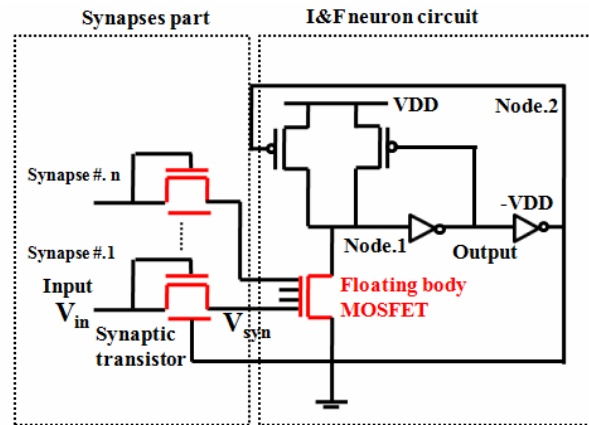 Synapses part
I&F neuron circuit
VDD
Node.2
Synapse #. n
-VDD
Node.1
Output
Synapse #.1
Input
Vin
Floating body
MOSFET
Vsyn
Synaptic
transistor